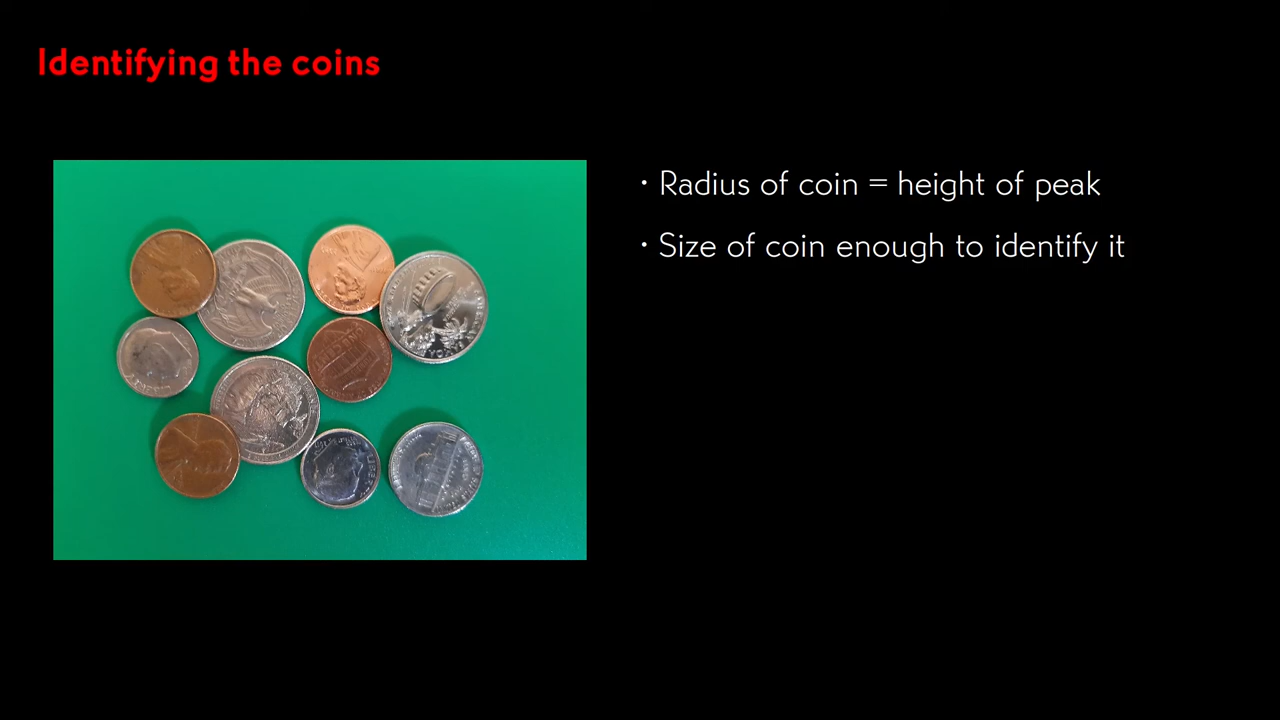 Identifying the coins
· Radius of coin = height of peak
· Size of coin enough to identify it